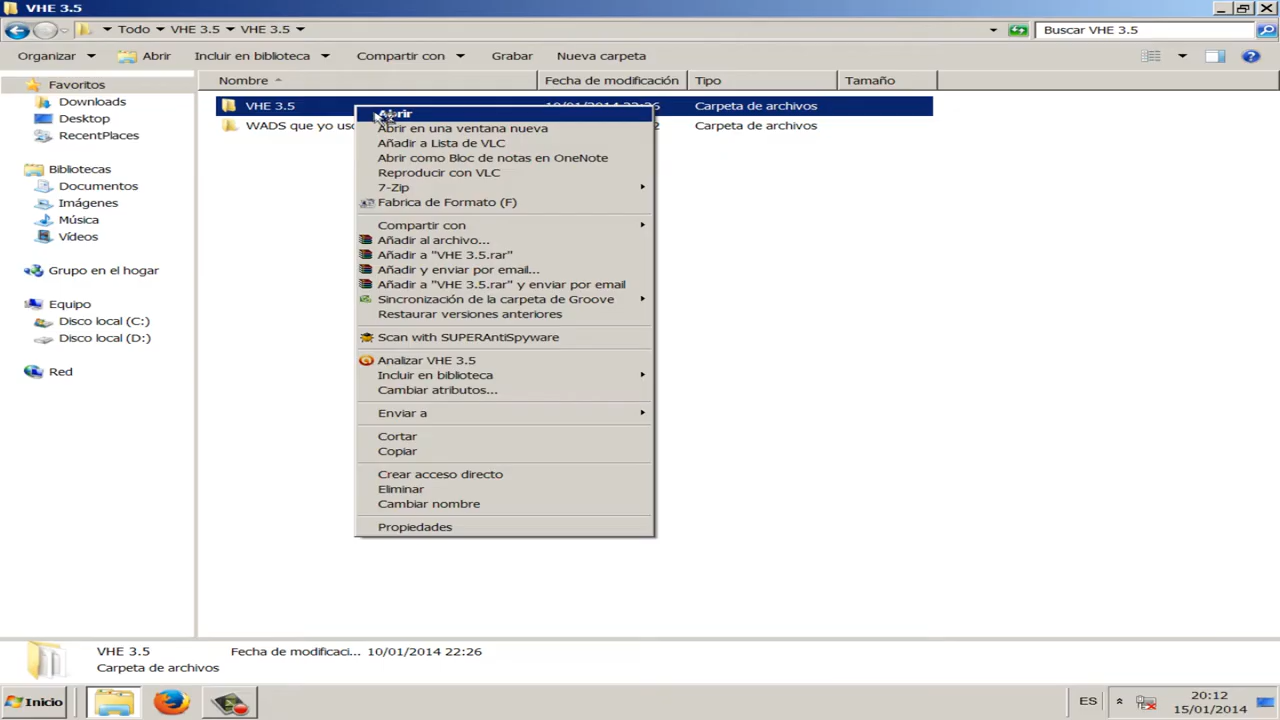 VHE 3.5
Todo VHE 3.5 VHE 3.5
Buscar VHE 3.5
Organizar Abrir Incluir en biblioteca Compartir con Grabar Nueva carpeta
Nombre Fecha de modificación Tipo Tamaño
Favoritos
Downloads
Desktop
RecentPlaces
Bibliotecas
Documentos
Imágenes
Música
Vídeos
Grupo en el hogar
Equipo
Disco local (C:)
Disco local (D:)
Red
VHE 3.5 10/01/2014 22:26 Carpeta de archivos
WADS que yo uso Carpeta de archivos
Abrir
Abrir en una ventana nueva
Añadir a Lista de VLC
Abrir como Bloc de notas en OneNote
Reproducir con VLC
7-Zip
Fabrica de Formato (F)
Compartir con
Añadir al archivo...
Añadir a "VHE 3.5.rar"
Añadir y enviar por email...
Añadir a "VHE 3.5.rar" y enviar por email
Sincronización de la carpeta de Groove
Restaurar versiones anteriores
Scan with SUPERAntiSpyware
Analizar VHE 3.5
Incluir en biblioteca
Cambiar atributos...
Enviar a
Cortar
Copiar
Crear acceso directo
Eliminar
Cambiar nombre
Propiedades
VHE 3.5 Fecha de modificaci... 10/01/2014 22:26
Carpeta de archivos
Inicio
ES
20:12
15/01/2014